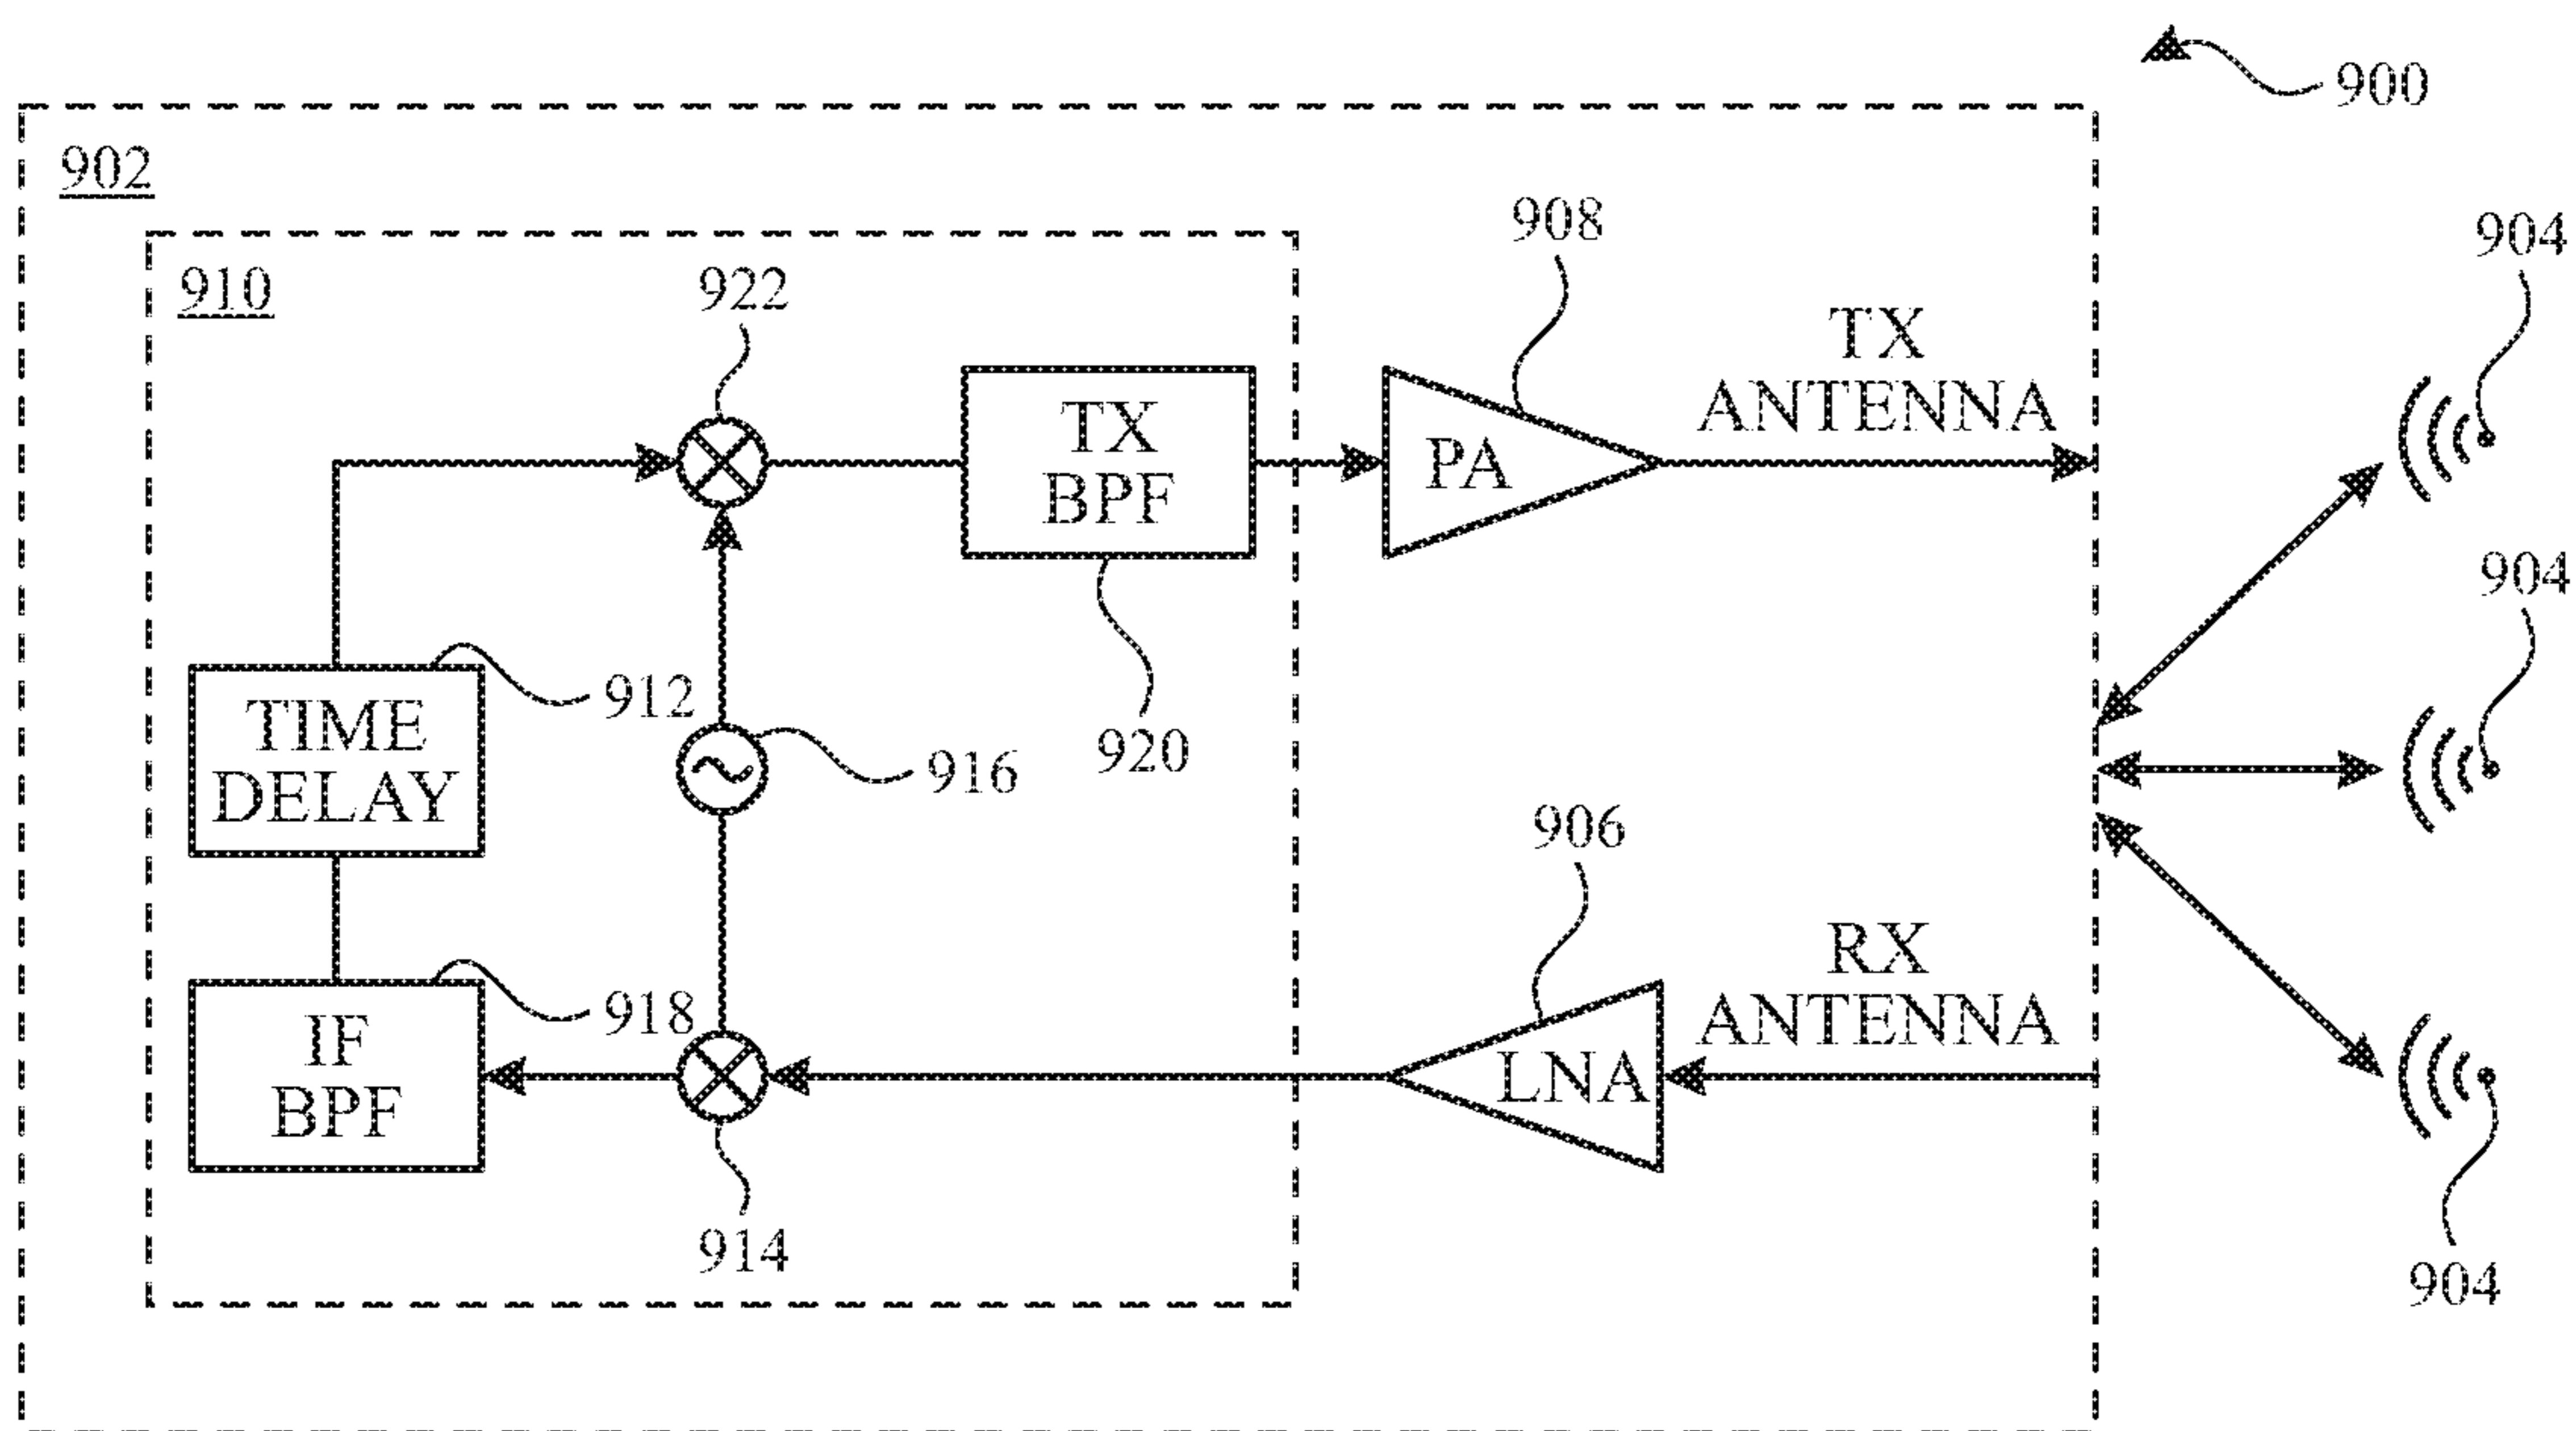 900
902
908
904
910
922
TX
ANTENNA
TX
BPF
PA
904
912
TIME
DELAY
920
916
906
RX
ANTENNA
918
IF
BPF
LNA
914
904